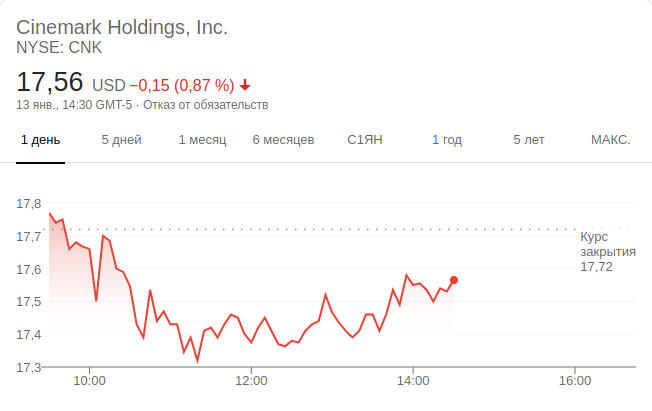 Cinemark Holdings, Inc.
NYSE: CNK
17,56 USD −0,15 (0,87 %)
13 янв., 14:30 GMT-5 · Отказ от обязательств
1 день 5 дней 1 месяц 6 месяцев С1ЯН 1 год 5 лет МАКС.
17,8
17,7
17,6
17,5
17,4
17,3
Курс
закрытия
17,72
10:00 12:00 14:00 16:00